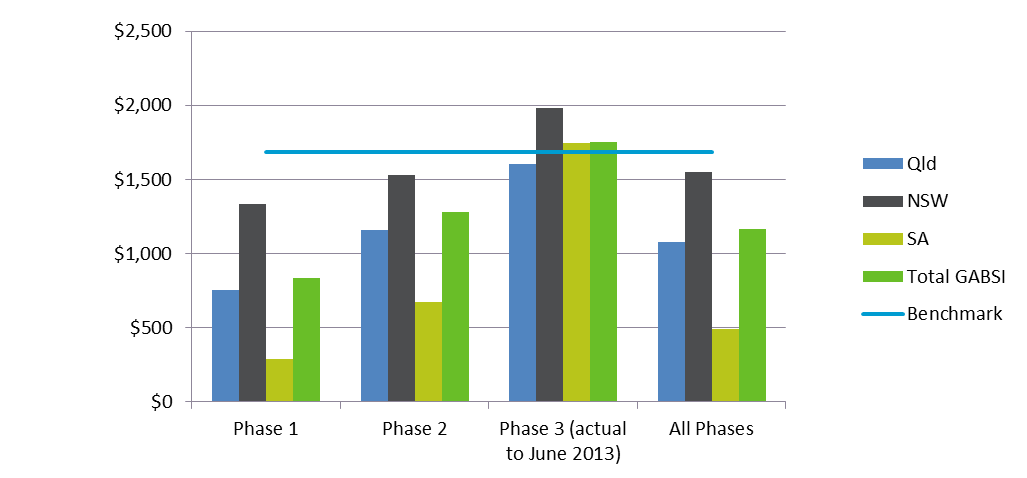 $2,500
$2,000
$1,500
$1,000
$500
$0
Phase 1
Phase 2
Phase 3 (actual
to June 2013)
All Phases
Qld
NSW
SA
Total GABSI
Benchmark